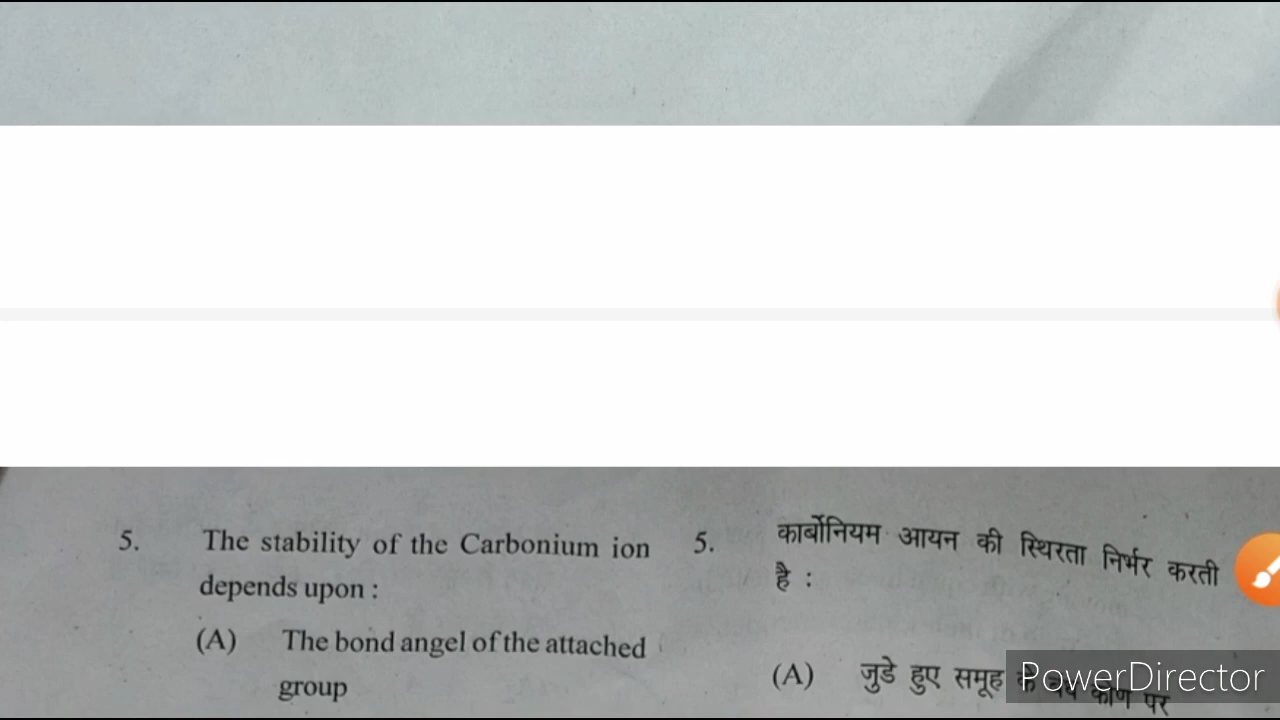 5. The stability of the Carbonium ion
depends upon :
(A) The bond angel of the attached
group
5. कार्बोनियम आयन की स्थिरता निर्भर करती
है :
(A) जुडे हुए समूह के कोण पर
PowerDirector